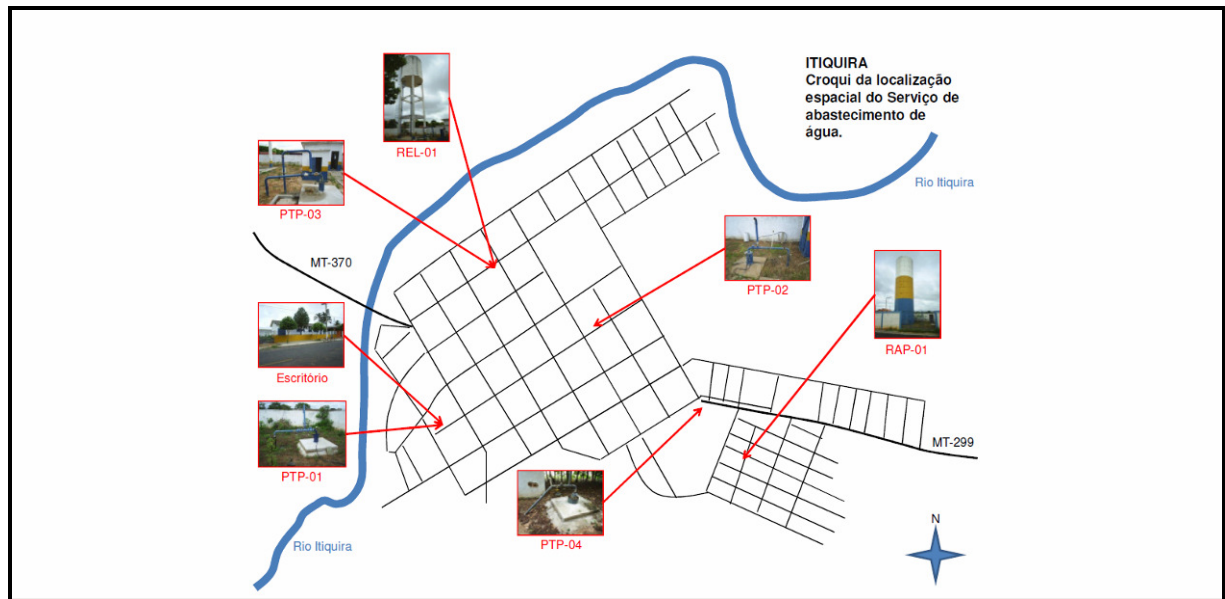 ITIQUIRA
Croqui da localização
espacial do Serviço de
abastecimento de
água.
REL-01
Rio Itiquira
PTP-03
MT-370
PTP-02
RAP-01
Escritório
MT-299
PTP-01
PTP-04
N
Rio Itiquira